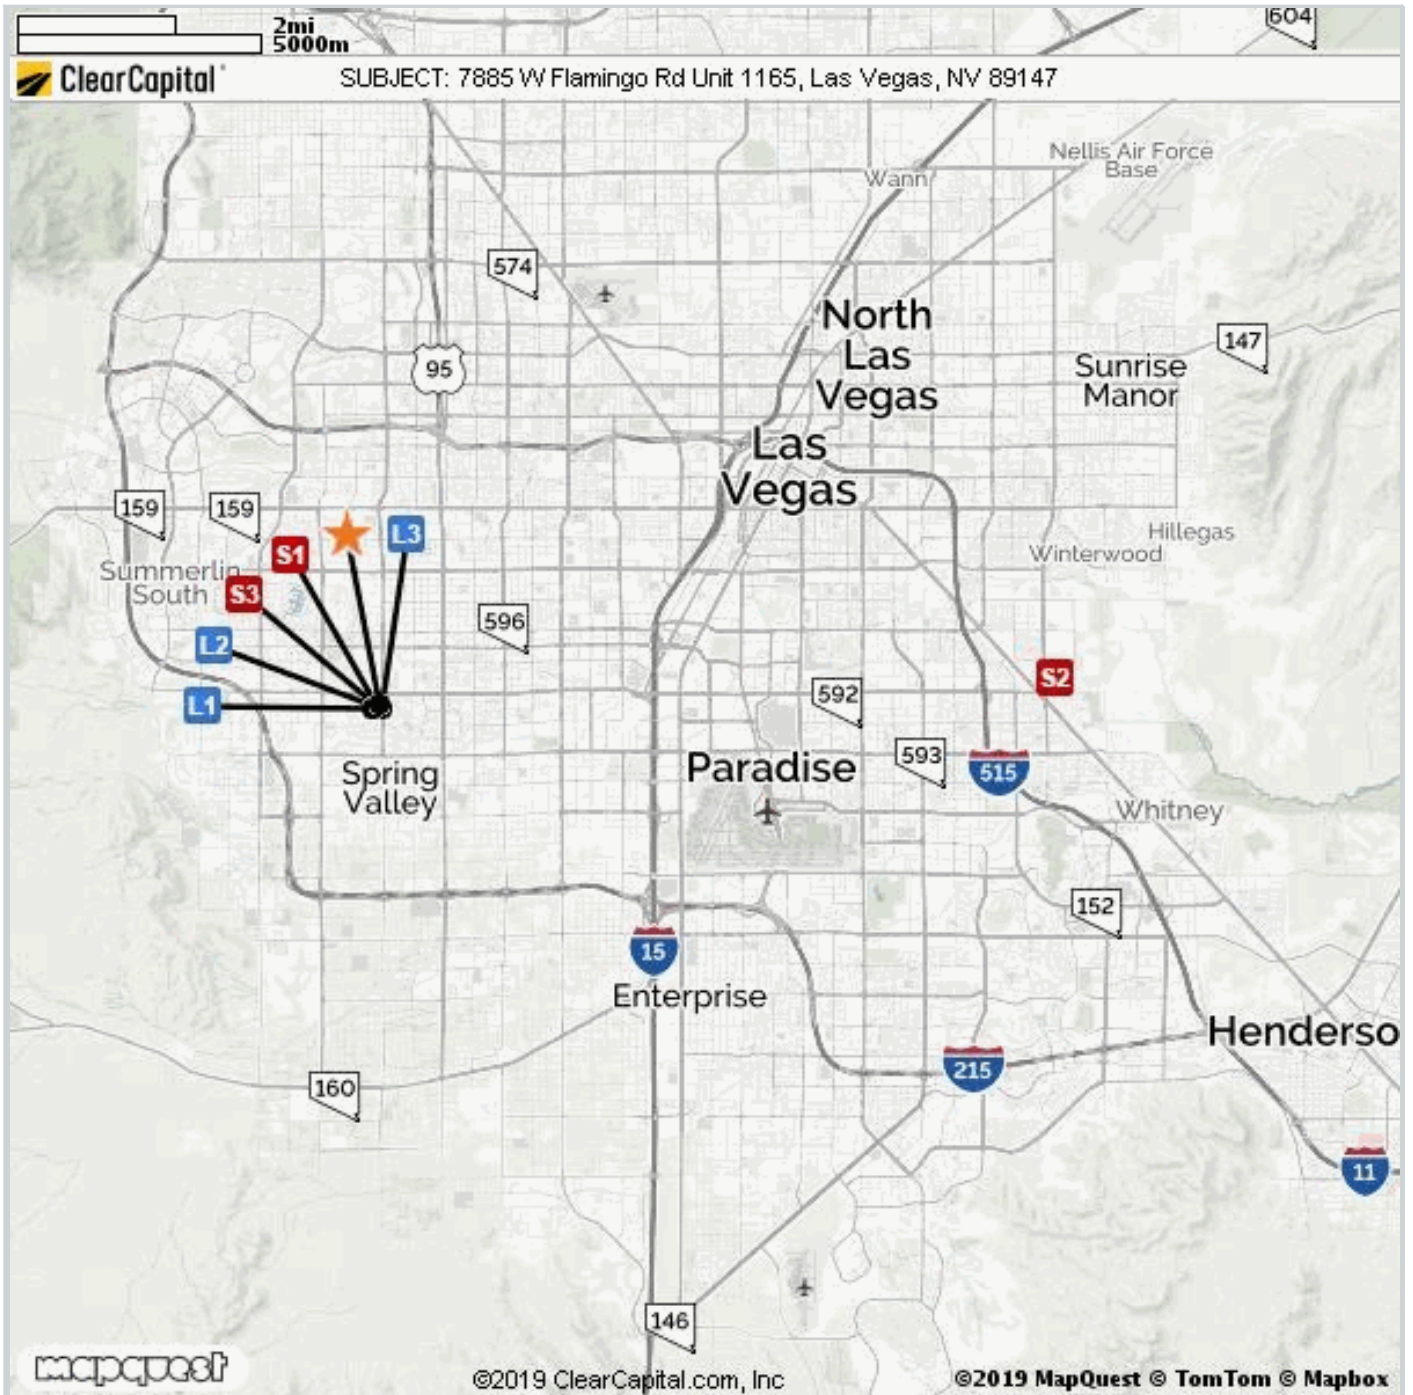 2mi
5000m
604
ClearCapital
SUBJECT: 7885 W Flamingo Rd Unit 1165, Las Vegas, NV 89147
Nellis Air Force
Base
Wann
574
North
Las
Vegas
147
95
Sunrise
Manor
Las
Vegas
159
159
L3
S1
Hillegas
Winterwood
Summerlin
South
S3
596
L2
S2
592
L1
593
Paradise
515
Spring
Valley
Whitney
152
15
Enterprise
Henderso
215
160
11
146
mapquest
©2019 ClearCapital.com, Inc
©2019 MapQuest © TomTom © Mapbox